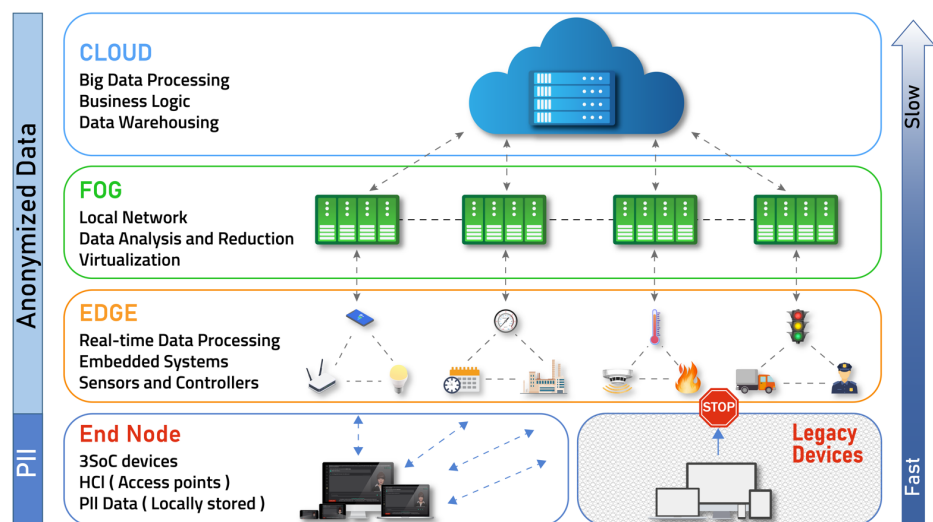 Anonymized Data
PII
CLOUD
Big Data Processing
Business Logic
Data Warehousing
FOG
Local Network
Data Analysis and Reduction
Virtualization
EDGE
Real-time Data Processing
Embedded Systems
Sensors and Controllers
End Node
3SoC devices
HCI ( Access points )
PII Data ( Locally stored )
STOP
Legacy
Devices
Slow
Fast